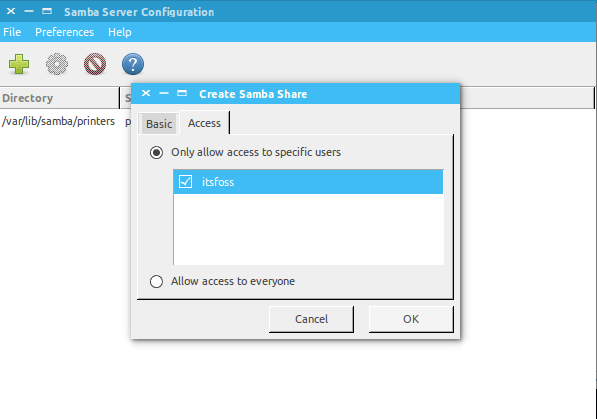 Samba Server Configuration
File Preferences Help
Directory S
/var/lib/samba/printers p
Create Samba Share
Basic Access
Only allow access to specific users
itsfoss
Allow access to everyone
Cancel OK